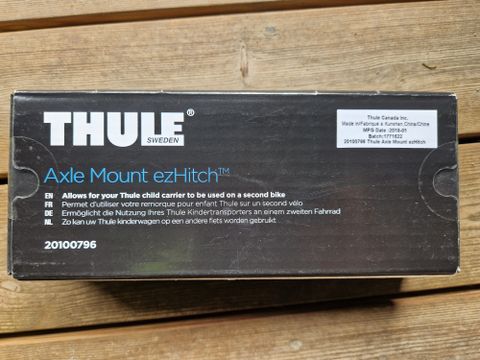 THULE®
SWEDEN
Axle Mount ezHitch™
EN Allows for your Thule child carrier to be used on a second bike
FR Permet d'utiliser votre remorque pour enfant Thule sur un second vélo
DE Ermöglicht die Nutzung Ihres Thule Kindertransporters an einem zweiten Fahrrad
NL Zo kan uw Thule kinderwagen op een andere fiets worden gebruikt
20100796
Thule Canada Inc.
Made in/Fabriqué à Kunshan,China/Chine
MFG Date :2018-01
Batch:1771622
20100796 Thule Axle Mount ezHitch